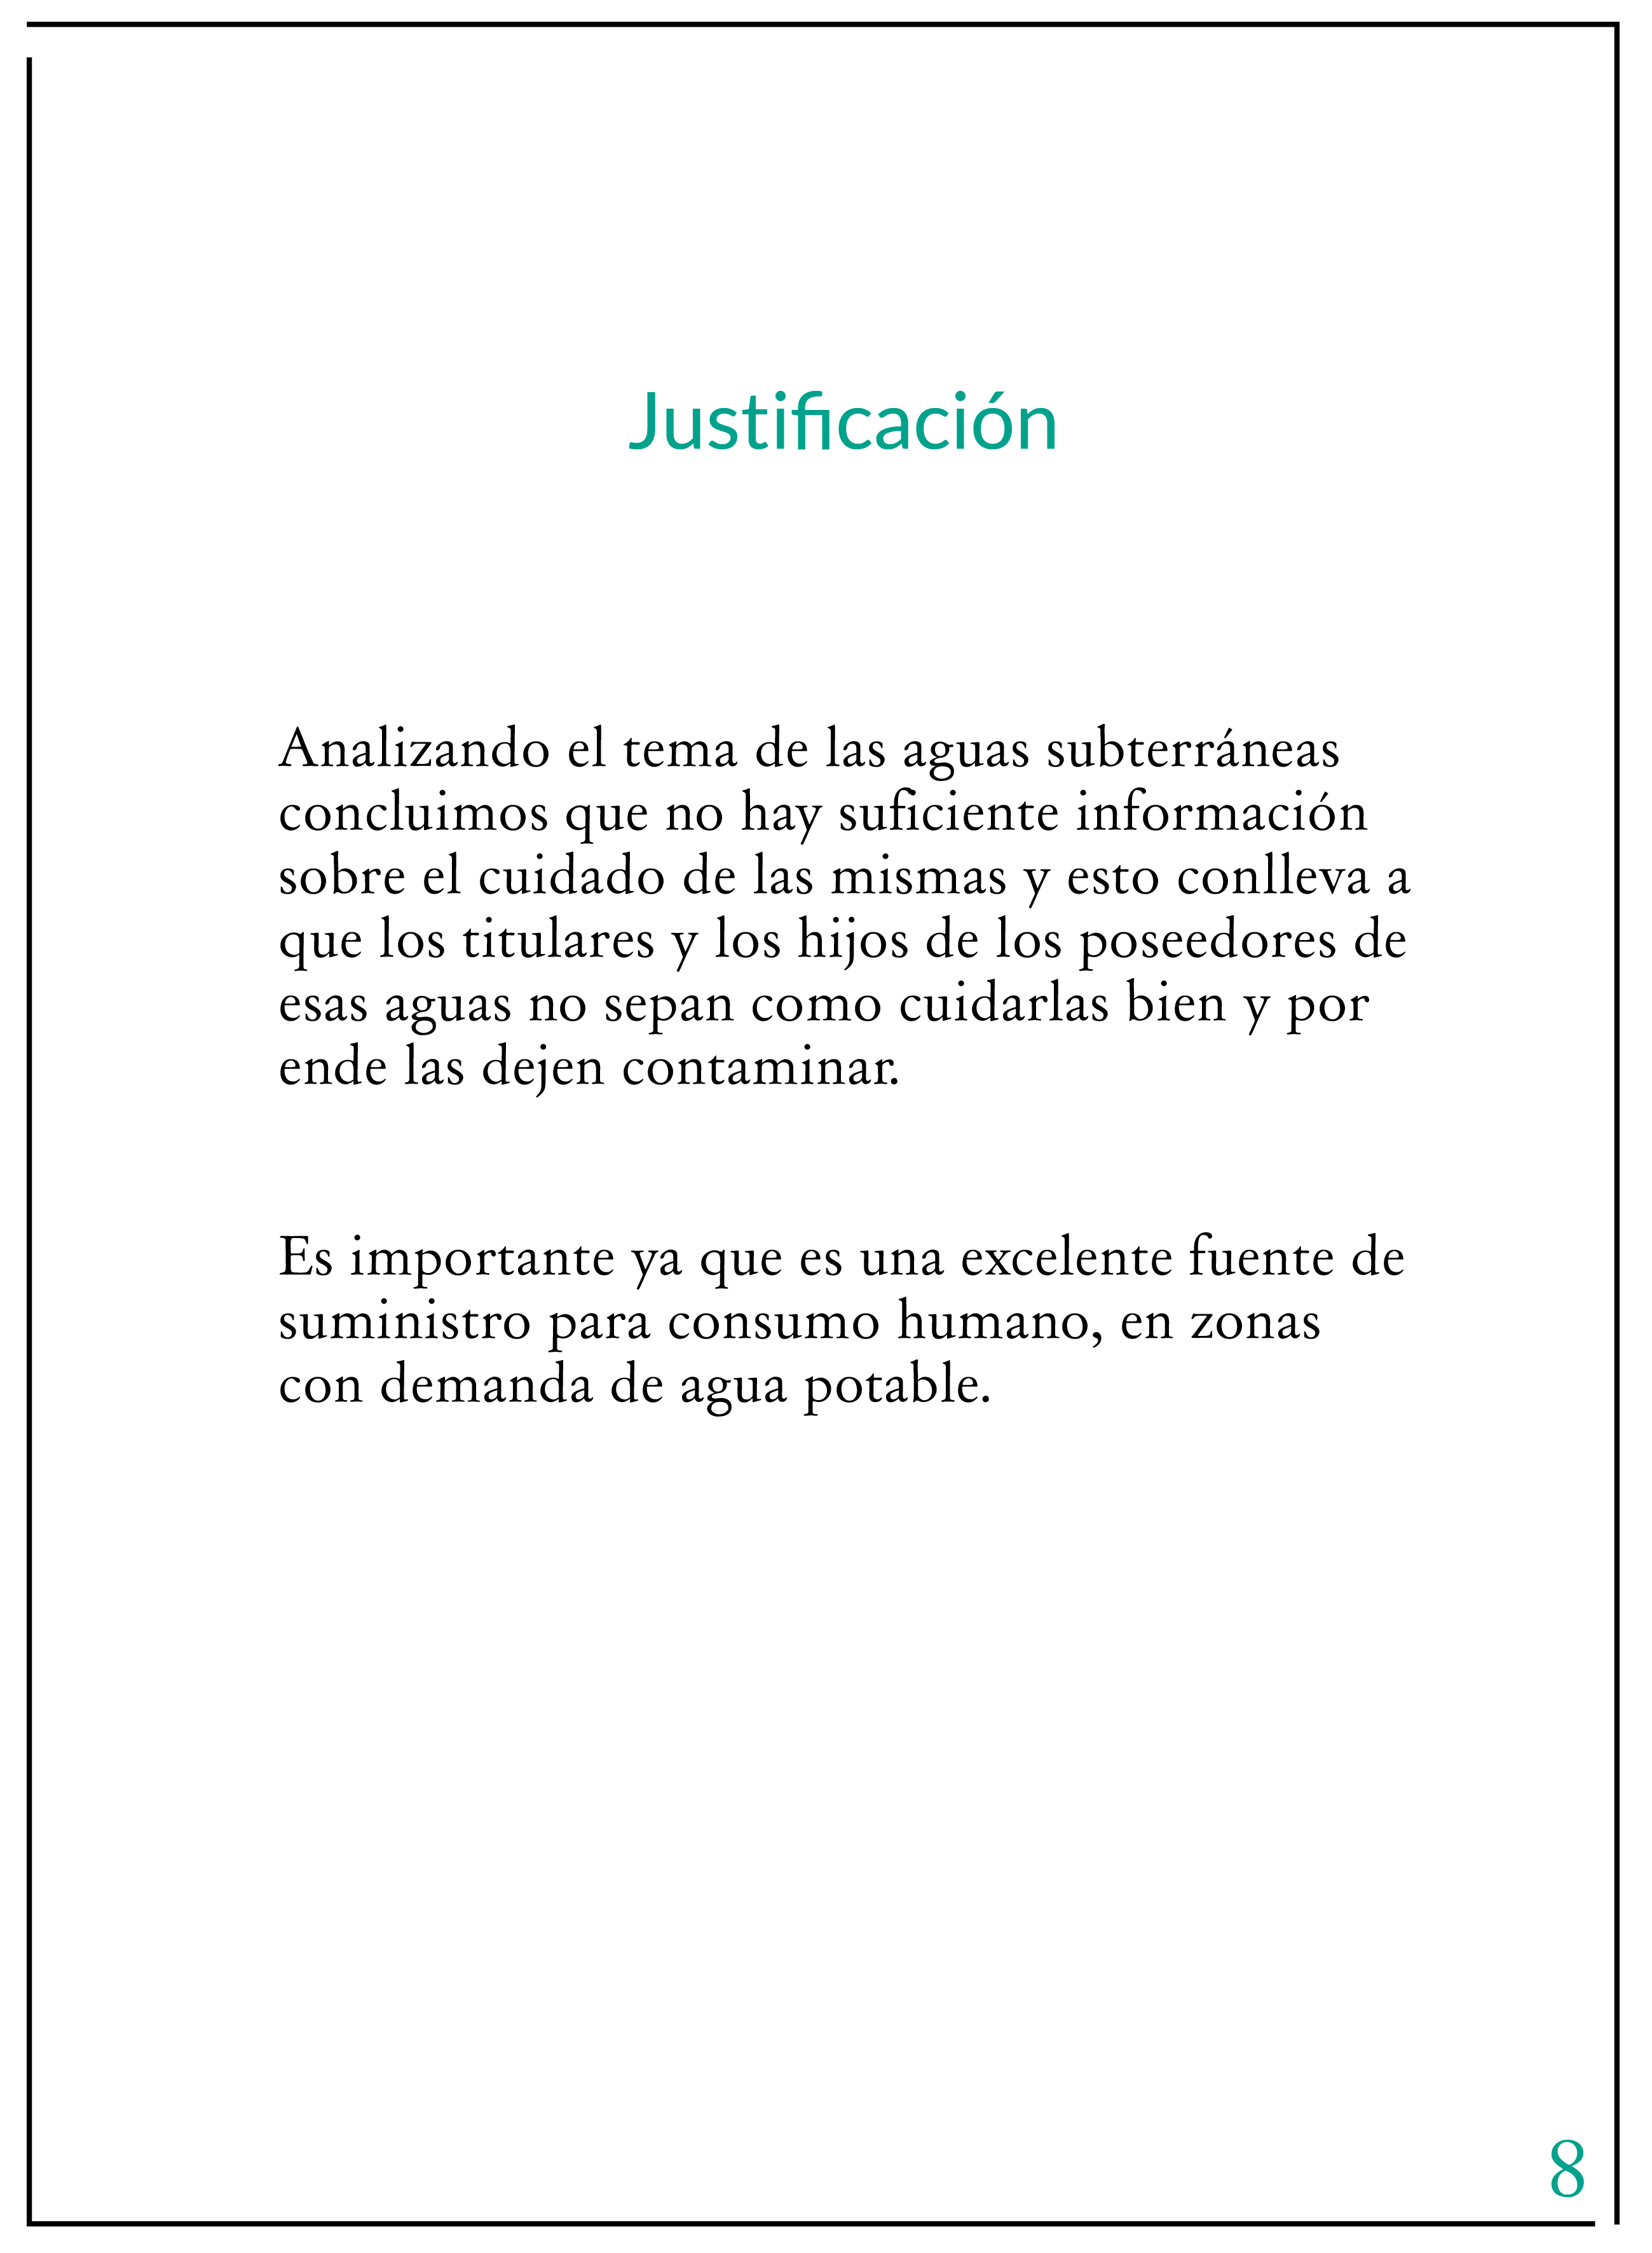 Justificación
Analizando el tema de las aguas subterráneas
concluimos que no hay suficiente información
sobre el cuidado de las mismas y esto conlleva a
que los titulares y los hijos de los poseedores de
esas aguas no sepan como cuidarlas bien y por
ende las dejen contaminar.
Es importante ya que es una excelente fuente de
suministro para consumo humano, en zonas
con demanda de agua potable.
8